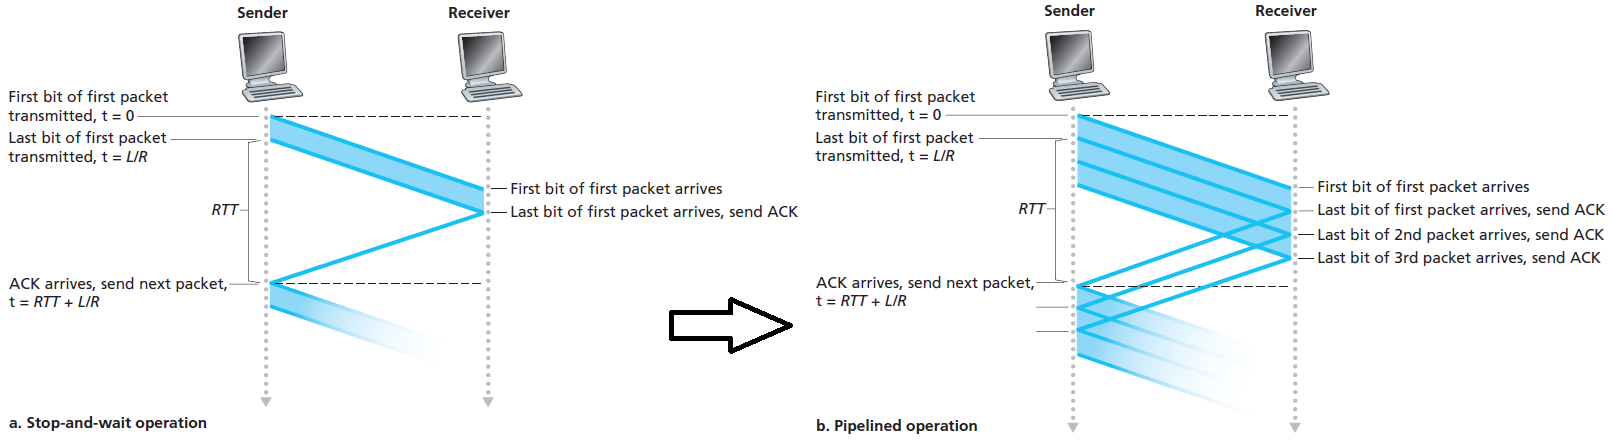 Sender
Receiver
First bit of first packet
transmitted, t = 0
Last bit of first packet
transmitted, t = L/R
First bit of first packet arrives
RTT
Last bit of first packet arrives, send ACK
ACK arrives, send next packet,
t = RTT + L/R
a. Stop-and-wait operation
Sender
Receiver
First bit of first packet
transmitted, t = 0
Last bit of first packet
transmitted, t = L/R
First bit of first packet arrives
RTT
Last bit of first packet arrives, send ACK
Last bit of 2nd packet arrives, send ACK
Last bit of 3rd packet arrives, send ACK
ACK arrives, send next packet,
t = RTT + L/R
b. Pipelined operation